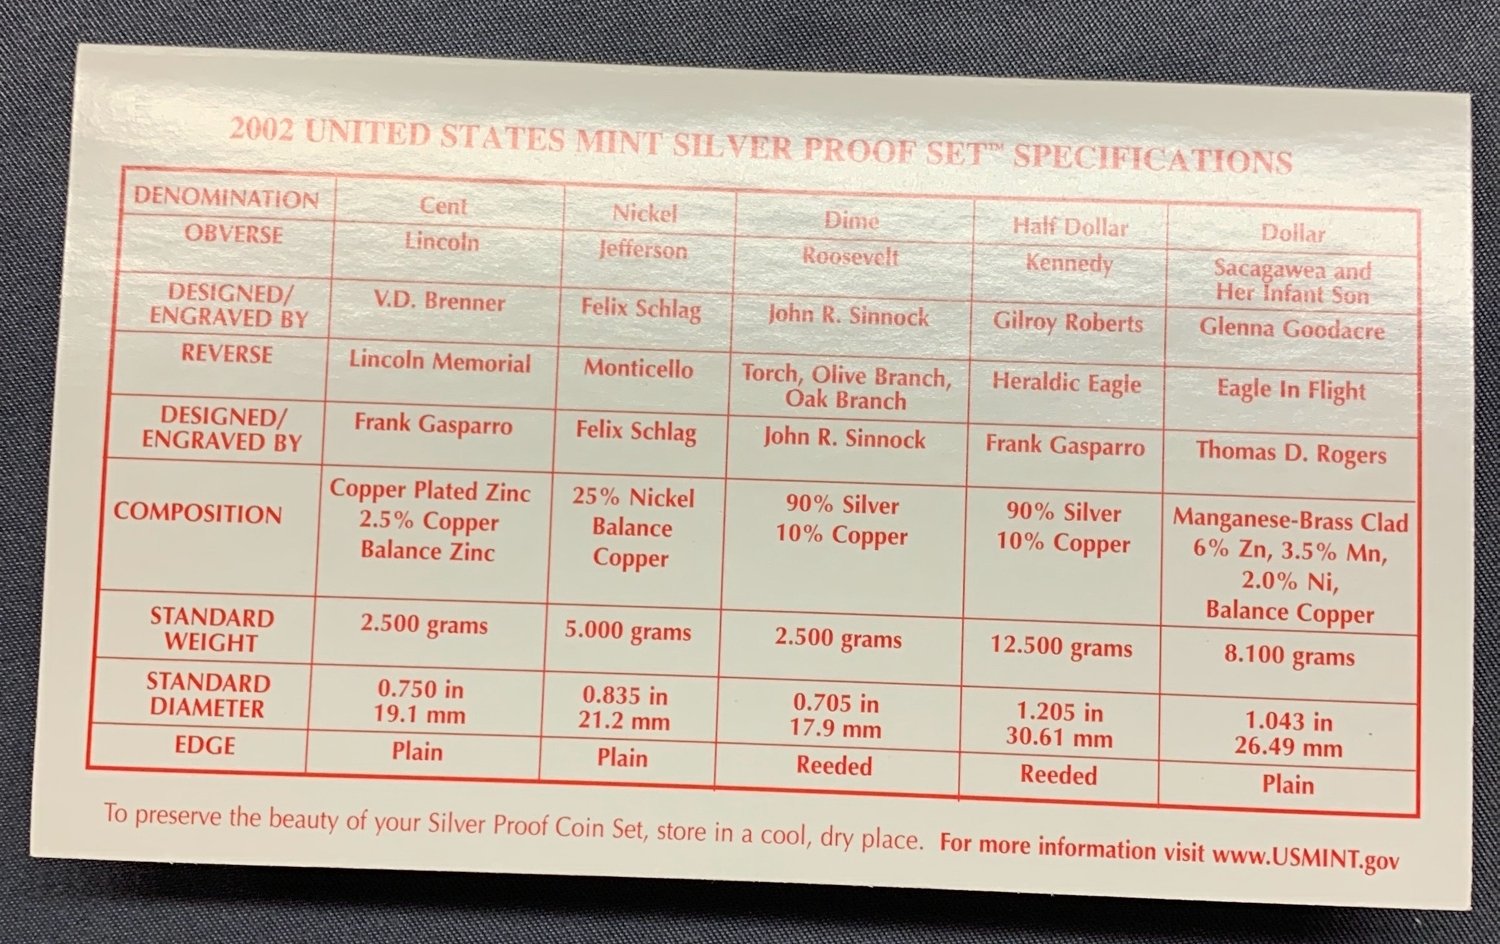 2002 UNITED STATES MINT SILVER PROOF SET™ SPECIFICATIONS
DENOMINATION Cent Nickel Dime Half Dollar Dollar
OBVERSE Lincoln Jefferson Roosevelt Kennedy Sacagawea and
Her Infant Son
DESIGNED/
ENGRAVED BY V.D. Brenner Felix Schlag John R. Sinnock Gilroy Roberts Glenna Goodacre
REVERSE Lincoln Memorial Monticello Torch, Olive Branch, Heraldic Eagle Eagle In Flight
Oak Branch
DESIGNED/
ENGRAVED BY Frank Gasparro Felix Schlag John R. Sinnock Frank Gasparro Thomas D. Rogers
COMPOSITION Copper Plated Zinc 25% Nickel 90% Silver 90% Silver Manganese-Brass Clad
2.5% Copper Balance 10% Copper 10% Copper 6% Zn, 3.5% Mn,
Balance Zinc Copper 2.0% Ni,
Balance Copper
STANDARD
WEIGHT 2.500 grams 5.000 grams 2.500 grams 12.500 grams 8.100 grams
STANDARD 0.750 in 0.835 in 0.705 in 1.205 in 1.043 in
DIAMETER 19.1 mm 21.2 mm 17.9 mm 30.61 mm 26.49 mm
EDGE Plain Plain Reeded Reeded Plain
To preserve the beauty of your Silver Proof Coin Set, store in a cool, dry place. For more information visit www.USMINT.gov